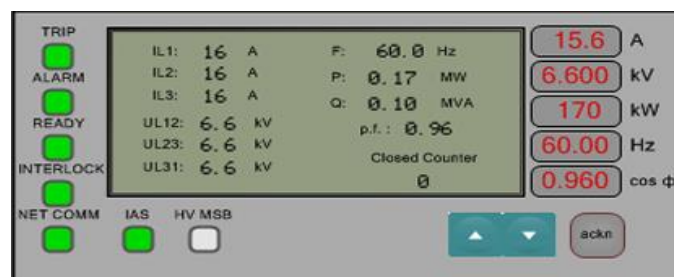 TRIP
ALARM
READY
INTERLOCK
NET COMM
IAS
HV MSB
IL1: 16 A
IL2: 16 A
IL3: 16 A
UL12: 6.6 kV
UL23: 6.6 kV
UL31: 6.6 kV
F: 60.0 Hz
P: 0.17 MW
Q: 0.10 MVA
p.f.: 0.96
Closed Counter
0
15.6 A
6.600 kV
170 kW
60.00 Hz
0.960 cos ф
ackn